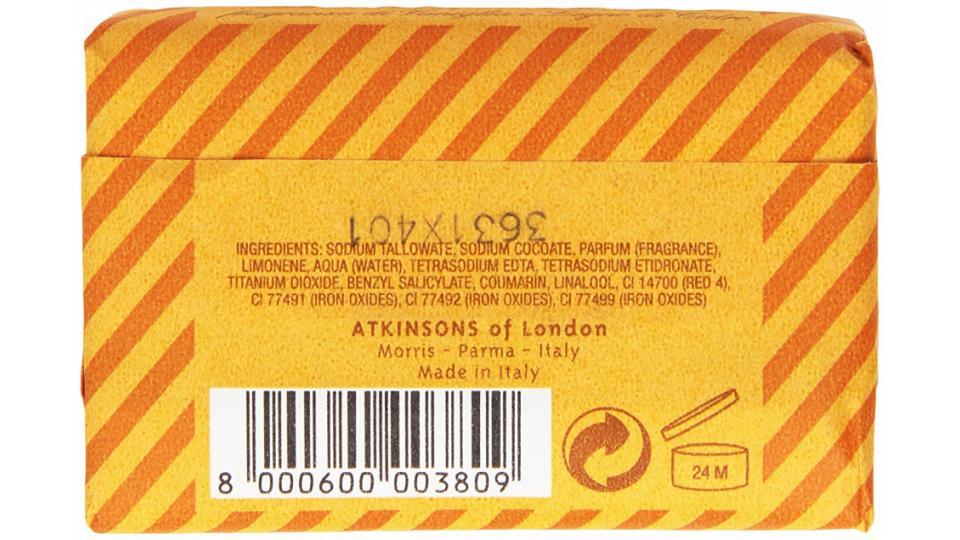 3631X401
INGREDIENTS: SODIUM TALLOWATE, SODIUM COCOATE, PARFUM (FRAGRANCE),
LIMONENE, AQUA (WATER), TETRASODIUM EDTA, TETRASODIUM ETIDRONATE,
TITANIUM DIOXIDE, BENZYL SALICYLATE, COUMARIN, LINALOOL, CI 14700 (RED 4),
CI 77491 (IRON OXIDES), CI 77492 (IRON OXIDES), CI 77499 (IRON OXIDES)
ATKINSONS of London
Morris - Parma - Italy
Made in Italy
8 000600 003809
24 M